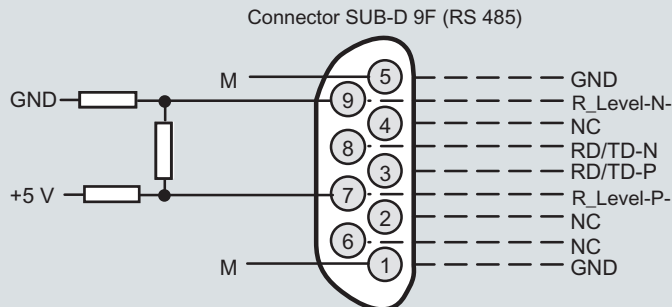 Connector SUB-D 9F (RS 485)
M
5
GND
GND
9
R_Level-N-
4
NC
8
RD/TD-N
3
RD/TD-P
+5 V
7
R_Level-P-
2
NC
6
NC
M
1
GND